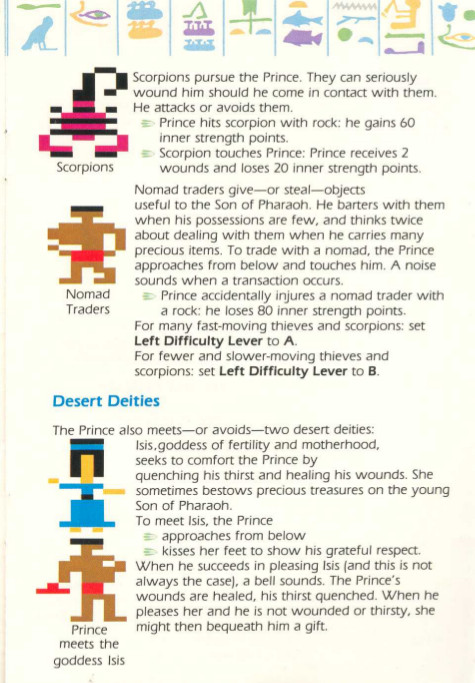 Scorpions pursue the Prince. They can seriously
wound him should he come in contact with them.
He attacks or avoids them.
Prince hits scorpion with rock: he gains 60
inner strength points.
Scorpion touches Prince: Prince receives 2
wounds and loses 20 inner strength points.
Scorpions
Nomad traders give—or steal—objects
useful to the Son of Pharaoh. He barters with them
when his possessions are few, and thinks twice
about dealing with them when he carries many
precious items. To trade with a nomad, the Prince
approaches from below and touches him. A noise
sounds when a transaction occurs.
Prince accidentally injures a nomad trader with
a rock: he loses 80 inner strength points.
Nomad
Traders
For many fast-moving thieves and scorpions: set
Left Difficulty Lever to A.
For fewer and slower-moving thieves and
scorpions: set Left Difficulty Lever to B.
Desert Deities
The Prince also meets—or avoids—two desert deities:
Isis, goddess of fertility and motherhood,
seeks to comfort the Prince by
quenching his thirst and healing his wounds. She
sometimes bestows precious treasures on the young
Son of Pharaoh.
To meet Isis, the Prince
approaches from below
kisses her feet to show his grateful respect.
When he succeeds in pleasing Isis (and this is not
always the case), a bell sounds. The Prince's
wounds are healed, his thirst quenched. When he
pleases her and he is not wounded or thirsty, she
might then bequeath him a gift.
Prince
meets the
goddess Isis